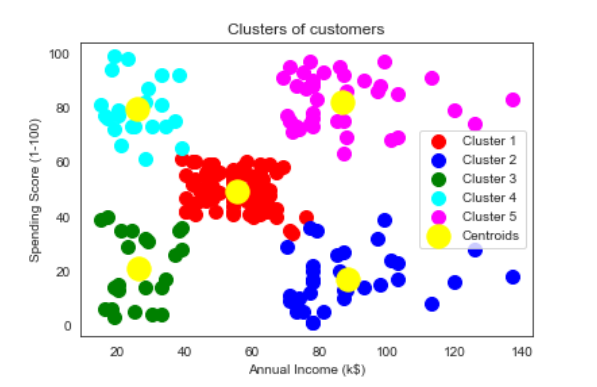 Clusters of customers
Spending Score (1-100)
100
80
60
40
20
0
Cluster 1
Cluster 2
Cluster 3
Cluster 4
Cluster 5
Centroids
20 40 60 80 100 120 140
Annual Income (k$)